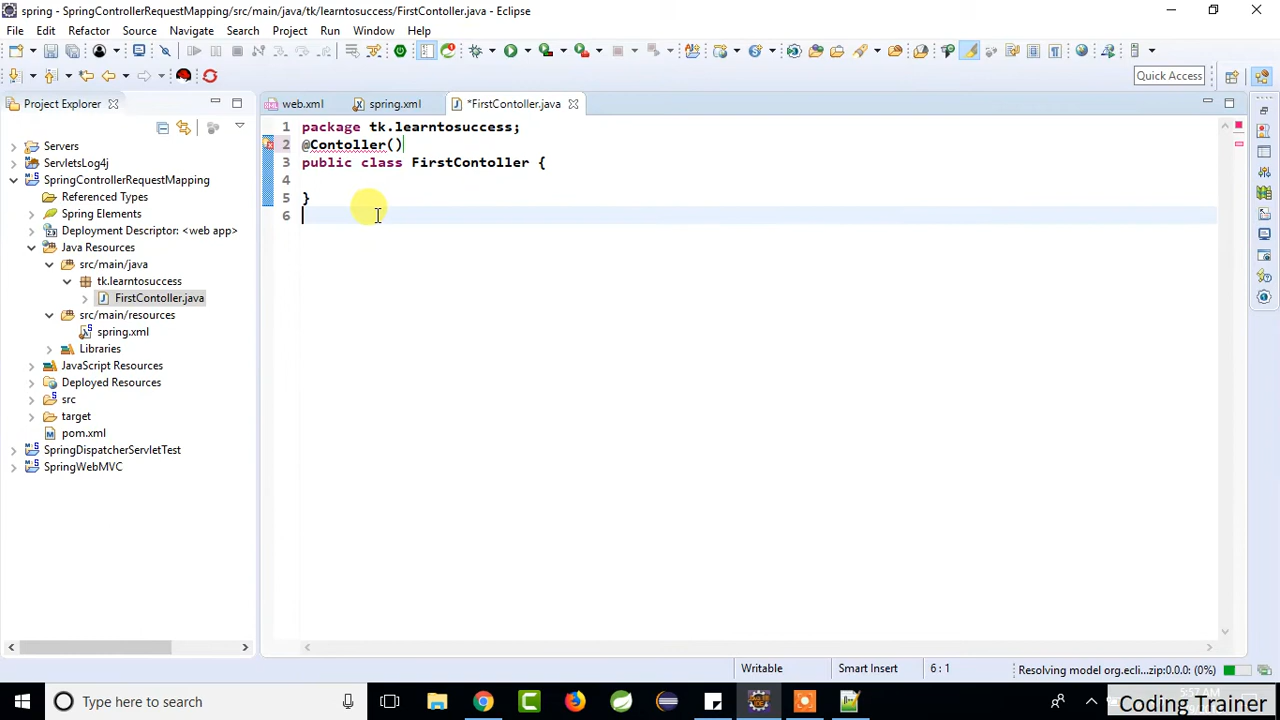 spring - SpringControllerRequestMapping/src/main/java/tk/learntosuccess/FirstContoller.java - Eclipse
File Edit Refactor Source Navigate Search Project Run Window Help
Quick Access
Project Explorer
web.xml
spring.xml
*FirstContoller.java
1 package tk.learntosuccess;
2 @Contoller()
3 public class FirstContoller {
4
5 }
6
Servers
ServletsLog4j
SpringControllerRequestMapping
Referenced Types
Spring Elements
Deployment Descriptor: <web app>
Java Resources
src/main/java
tk.learntosuccess
FirstContoller.java
src/main/resources
spring.xml
Libraries
JavaScript Resources
Deployed Resources
src
target
pom.xml
SpringDispatcherServletTest
SpringWebMVC
Writable
Smart Insert
6 : 1
Resolving model org.ecli...zip:0.0.0: (0%)
Type here to search
5:57 AM
Coding Trainer